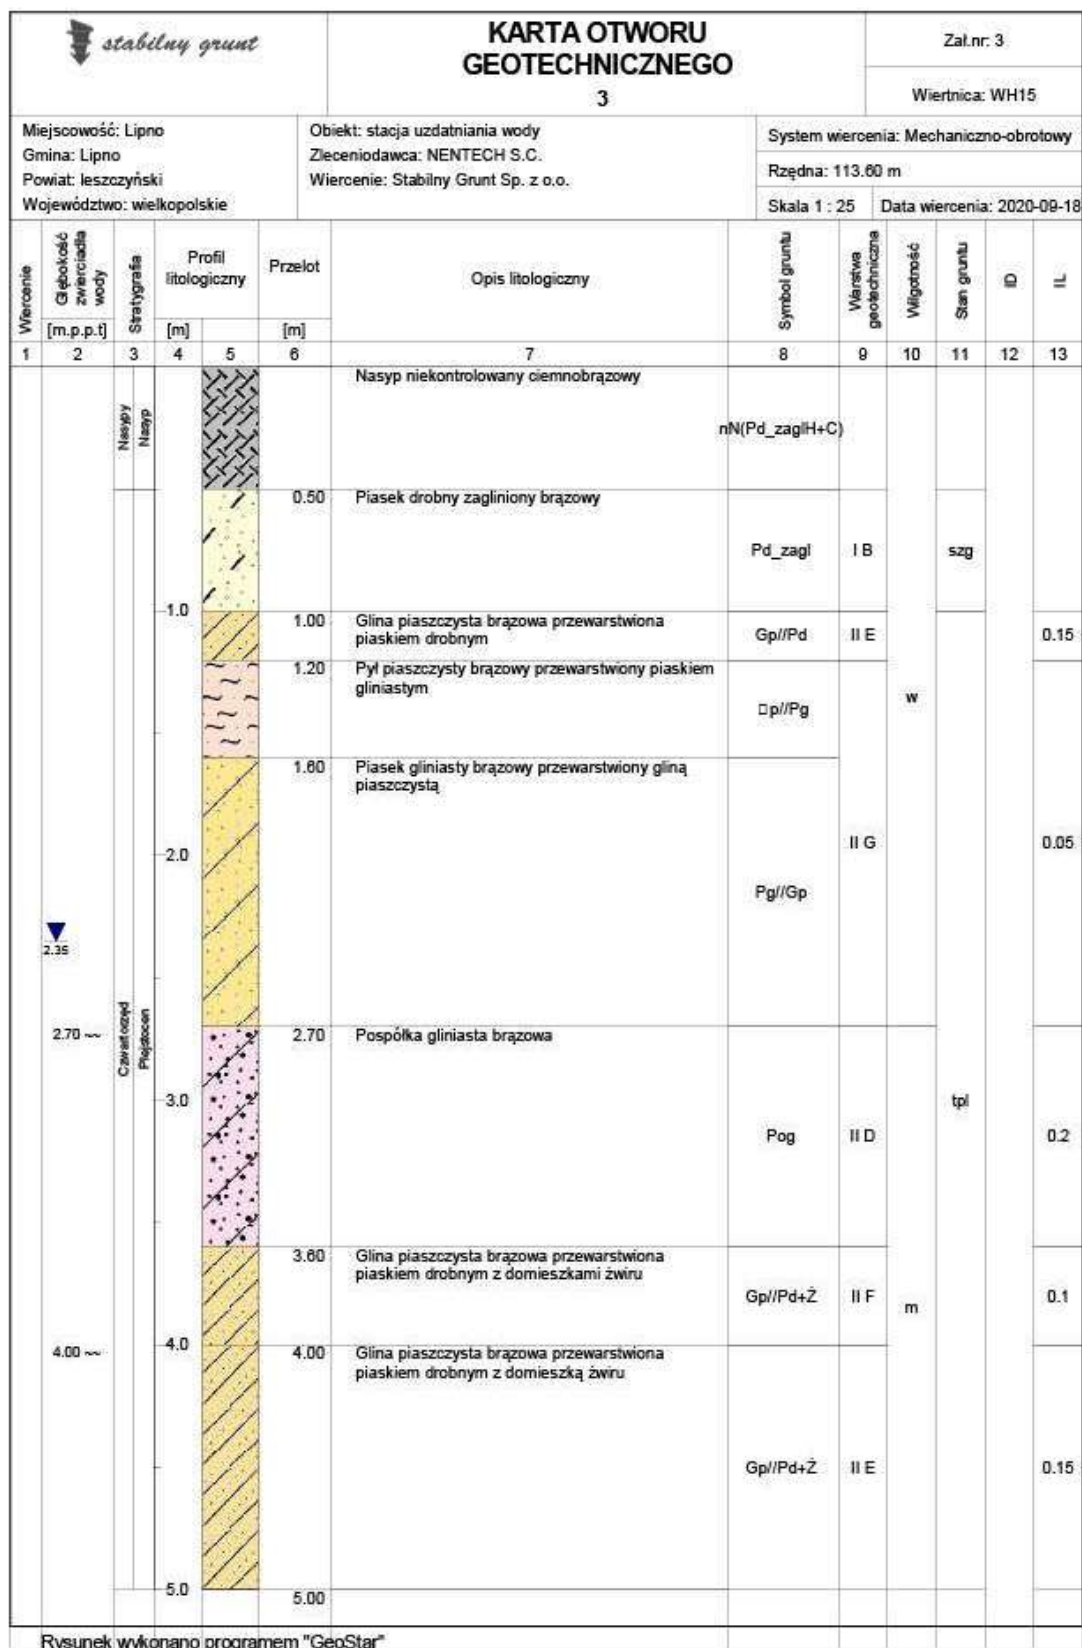 stabilny grunt
KARTA OTWORU
GEOTECHNICZNEGO
3
Zał.nr: 3
Wiertnica: WH15
Miejscowość: Lipno
Gmina: Lipno
Powiat: leszczyński
Województwo: wielkopolskie
Obiekt: stacja uzdatniania wody
Zleceniodawca: NENTECH S.C.
Wiercenie: Stabilny Grunt Sp. z o.o.
System wiercenia: Mechaniczno-obrotowy
Rzędna: 113.60 m
Skala 1 : 25 Data wiercenia: 2020-09-18
Wiercenie
Głębokość
zwierciadła
wody
[m.p.p.t]
Stratygrafia
Profil
litologiczny
[m]
Przelot
[m]
Opis litologiczny
Symbol gruntu
Warstwa
geotechniczna
Wilgotność
Stan gruntu
ID
IL
1 2 3 4 5 6 7 8 9 10 11 12 13
Nasypy
Nasyp
Nasyp niekontrolowany ciemnobrązowy
nN(Pd_zaglH+C)
0.50 Piasek drobny zagliniony brązowy
Pd_zagl I B szg
1.0
1.00 Glina piaszczysta brązowa przewarstwiona
piaskiem drobnym
Gp//Pd II E 0.15
1.20 Pył piaszczysty brązowy przewarstwiony piaskiem
gliniastym
□p//Pg
w
1.60 Piasek gliniasty brązowy przewarstwiony gliną
piaszczystą
2.0
II G 0.05
Pg//Gp
2.35
Czwartorzęd
Plejstocen
2.70 ~~ 2.70 Pospółka gliniasta brązowa
3.0
tpl
Pog II D 0.2
3.60 Glina piaszczysta brązowa przewarstwiona
piaskiem drobnym z domieszkami żwiru
Gp//Pd+Ż II F 0.1
m
4.0
4.00 ~~ 4.00 Glina piaszczysta brązowa przewarstwiona
piaskiem drobnym z domieszką żwiru
Gp//Pd+Ż II E 0.15
5.0
5.00
Rysunek wykonano programem "GeoStar"